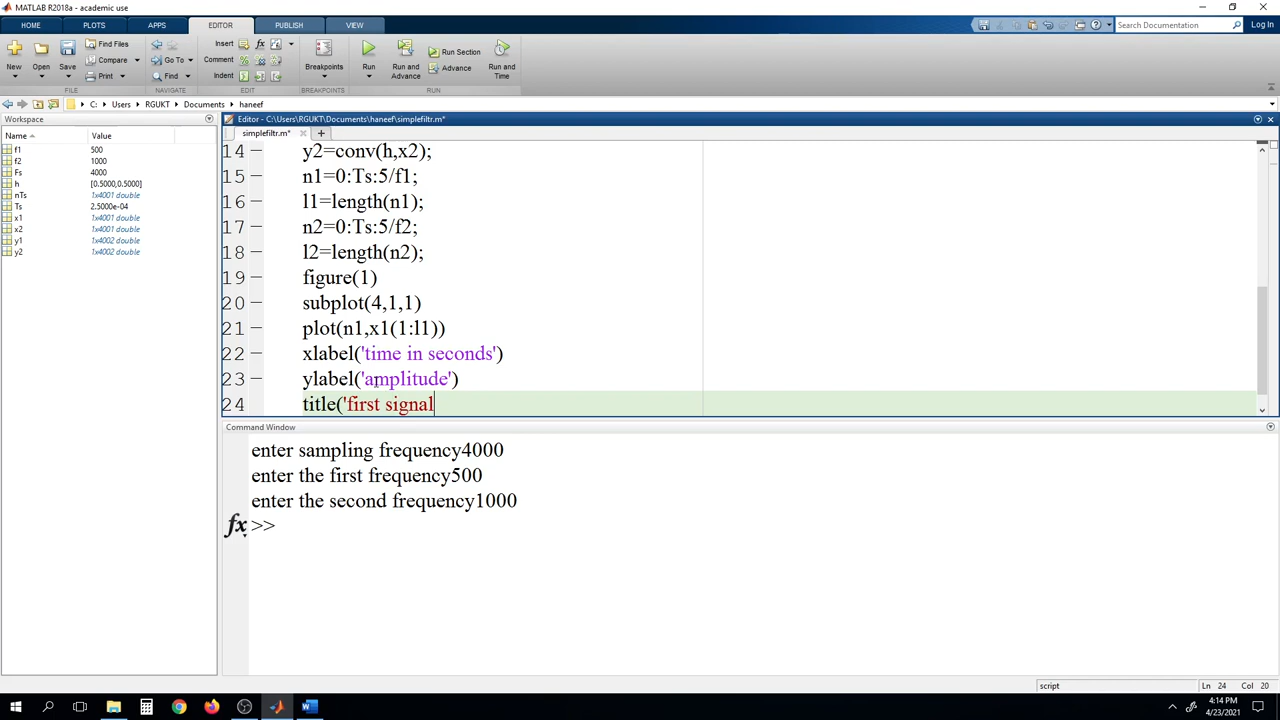 MATLAB R2018a - academic use
HOME PLOTS APPS EDITOR PUBLISH VIEW Search Documentation Log In
New Open Save Find Files Compare Print Go To Find Insert Comment Indent fx Breakpoints Run Run and Advance Run Section Advance Run and Time
FILE NAVIGATE EDIT BREAKPOINTS RUN
C: Users RGUKT Documents haneef
Workspace
Name Value
f1 500
f2 1000
Fs 4000
h [0.5000,0.5000]
nTs 1x4001 double
Ts 2.5000e-04
x1 1x4001 double
x2 1x4001 double
y1 1x4002 double
y2 1x4002 double
Editor - C:\Users\RGUKT\Documents\haneef\simplefiltr.m*
simplefiltr.m*
14 y2=conv(h,x2);
15 n1=0:Ts:5/f1;
16 l1=length(n1);
17 n2=0:Ts:5/f2;
18 l2=length(n2);
19 figure(1)
20 subplot(4,1,1)
21 plot(n1,x1(1:l1))
22 xlabel('time in seconds')
23 ylabel('amplitude')
24 title('first signal
Command Window
enter sampling frequency4000
enter the first frequency500
enter the second frequency1000
fx >>
script Ln 24 Col 20
4:14 PM
4/23/2021